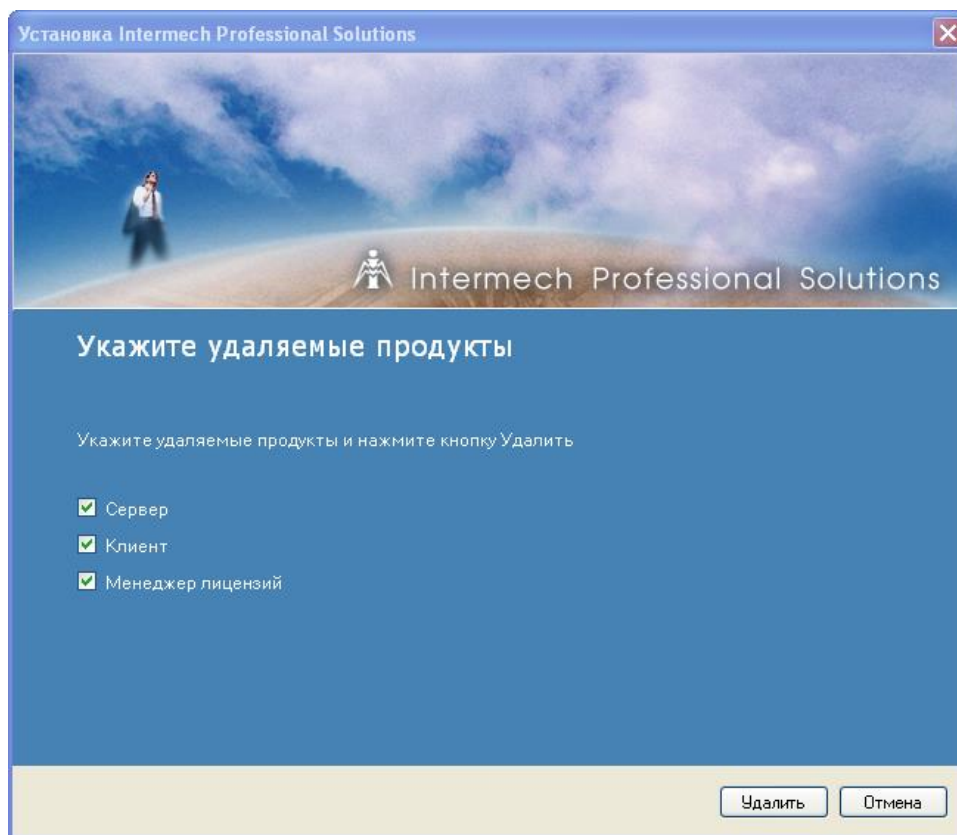 Установка Intermech Professional Solutions
Intermech Professional Solutions
Укажите удаляемые продукты
Укажите удаляемые продукты и нажмите кнопку Удалить
Сервер
Клиент
Менеджер лицензий
Удалить Отмена